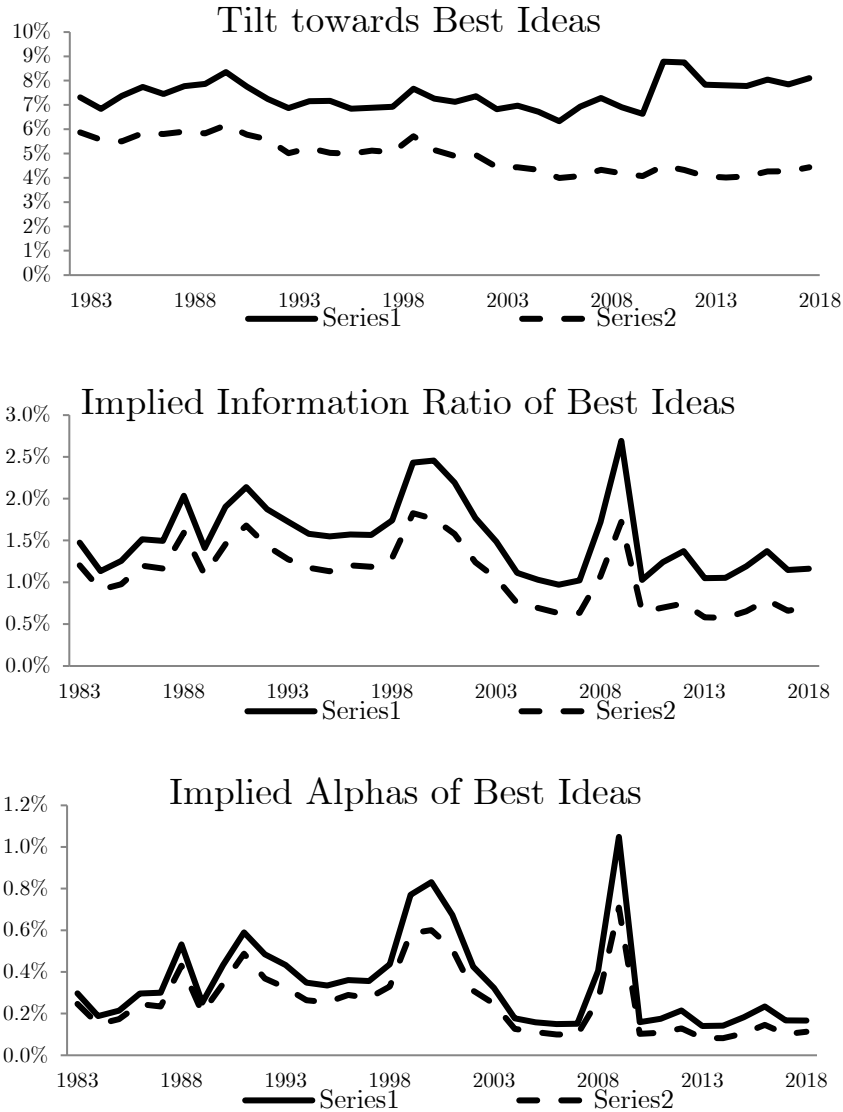 Tilt towards Best Ideas
10%
9%
8%
7%
6%
5%
4%
3%
2%
1%
0%
1983 1988 1993 1998 2003 2008 2013 2018
Series1 Series2
Implied Information Ratio of Best Ideas
3.0%
2.5%
2.0%
1.5%
1.0%
0.5%
0.0%
1983 1988 1993 1998 2003 2008 2013 2018
Series1 Series2
Implied Alphas of Best Ideas
1.2%
1.0%
0.8%
0.6%
0.4%
0.2%
0.0%
1983 1988 1993 1998 2003 2008 2013 2018
Series1 Series2